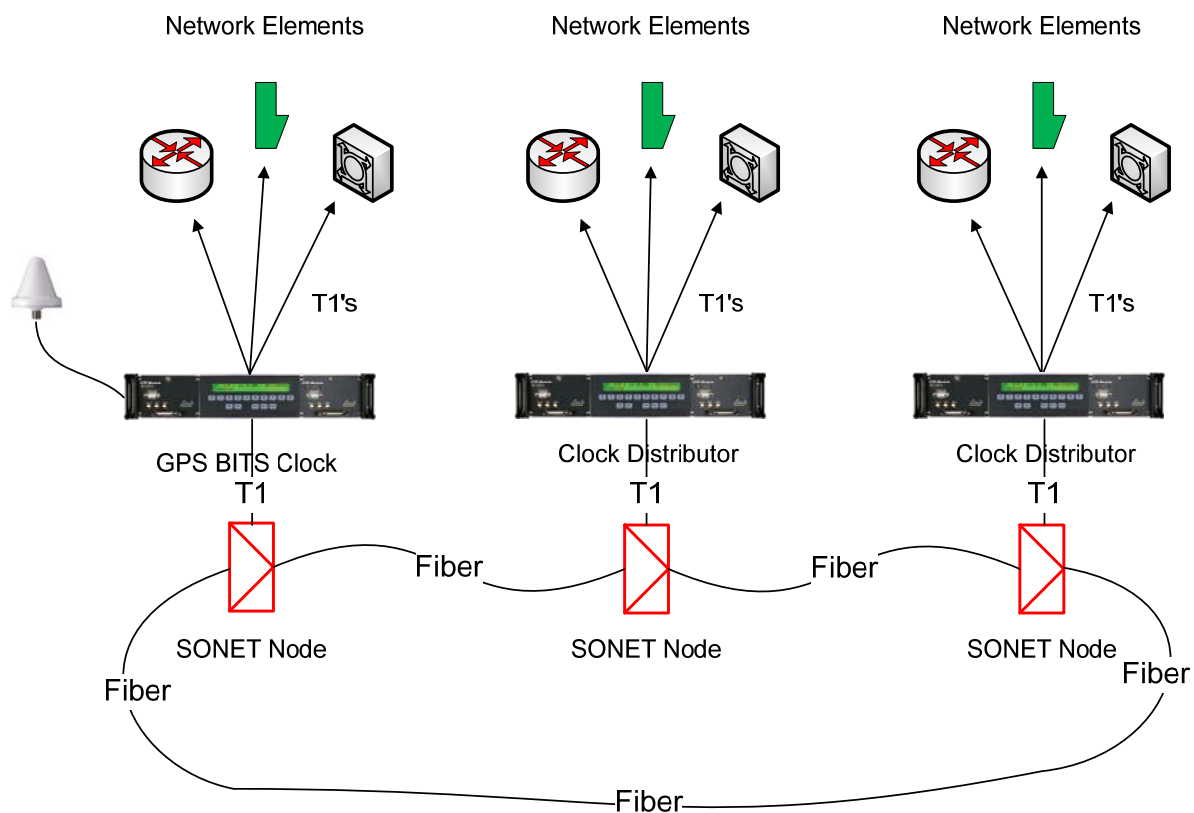 Network Elements
Network Elements
Network Elements
T1's
T1's
T1's
GPS BITS Clock
Clock Distributor
Clock Distributor
T1
T1
T1
Fiber
Fiber
SONET Node
SONET Node
SONET Node
Fiber
Fiber
Fiber